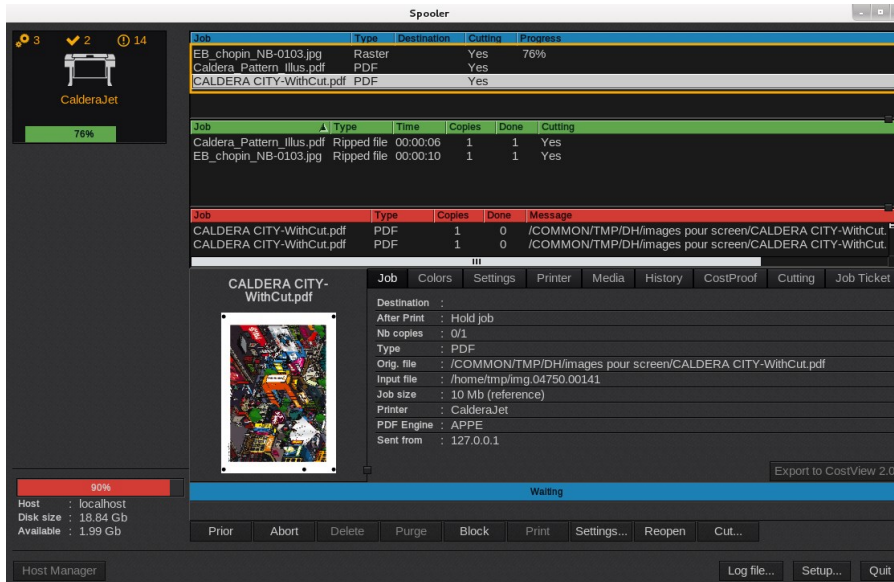 Spooler
3 2 14
CalderaJet
76%
Job Type Destination Cutting Progress
EB_chopin_NB-0103.jpg Raster Yes 76%
Caldera_Pattern_Illus.pdf PDF Yes
CALDERA CITY-WithCut.pdf PDF Yes
Job Type Time Copies Done Cutting
Caldera_Pattern_Illus.pdf Ripped file 00:00:06 1 1 Yes
EB_chopin_NB-0103.jpg Ripped file 00:00:10 1 1 Yes
Job Type Copies Done Message
CALDERA CITY-WithCut.pdf PDF 1 0 /COMMON/TMP/DH/images pour screen/CALDERA CITY-WithCut.
CALDERA CITY-WithCut.pdf PDF 1 0 /COMMON/TMP/DH/images pour screen/CALDERA CITY-WithCut.
CALDERA CITY-
WithCut.pdf
Job Colors Settings Printer Media History CostProof Cutting Job Ticket
Destination :
After Print : Hold job
Nb copies : 0/1
Type : PDF
Orig. file : /COMMON/TMP/DH/images pour screen/CALDERA CITY-WithCut.pdf
Input file : /home/tmp/img.04750.00141
Job size : 10 Mb (reference)
Printer : CalderaJet
PDF Engine : APPE
Sent from : 127.0.0.1
Export to CostView 2.0
Waiting
90%
Host : localhost
Disk size : 18.84 Gb
Available : 1.99 Gb
Prior Abort Delete Purge Block Print Settings... Reopen Cut...
Host Manager Log file... Setup... Quit